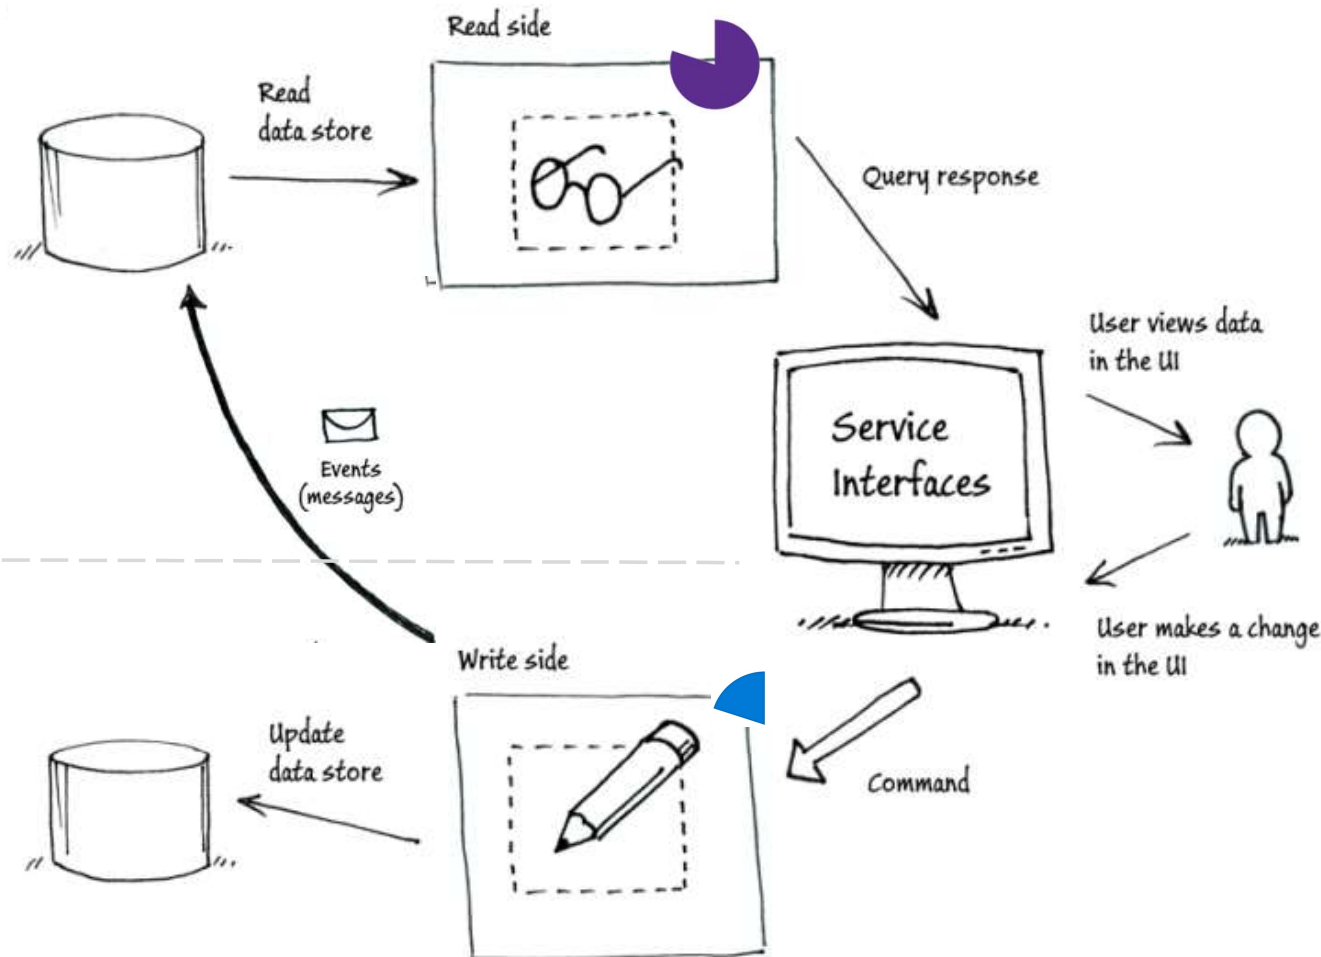 Read side
Read
data store
Query response
User views data
in the UI
Service
Interfaces
Events
(messages)
User makes a change
in the UI
Write side
Update
data store
Command